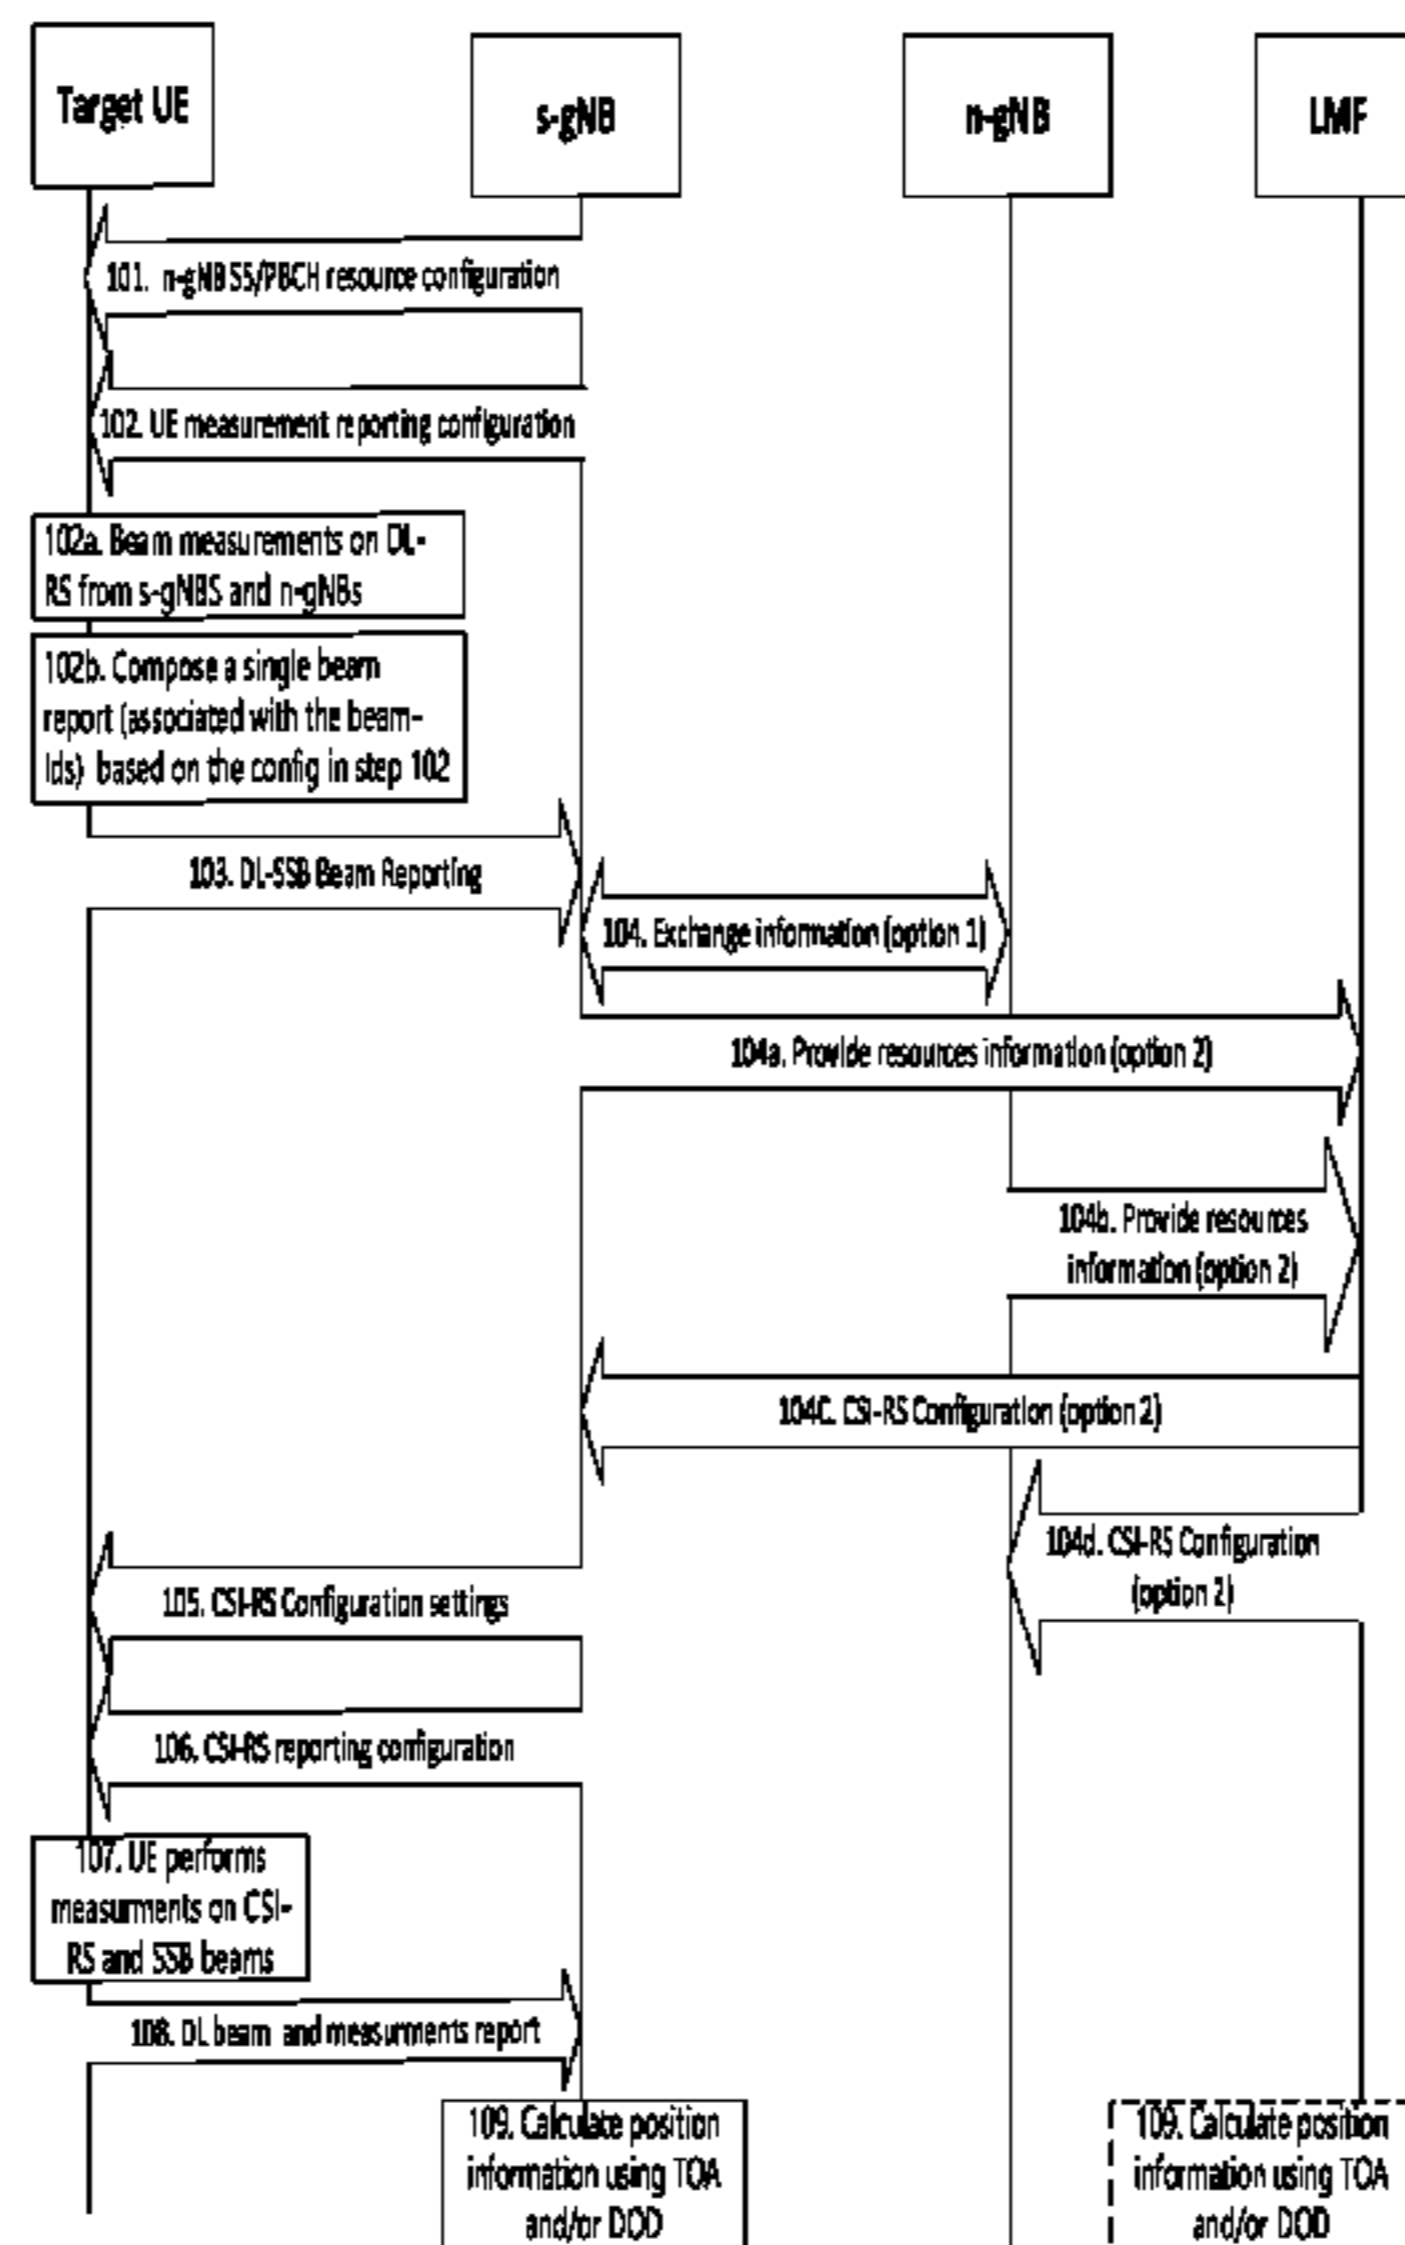 Target UE
s-gNB
n-gNB
LMF
101. n-gNB SS/PBCH resource configuration
102. UE measurement reporting configuration
102a. Beam measurements on DL-
RS from s-gNBS and n-gNBs
102b. Compose a single beam
report (associated with the beam-
Ids) based on the config in step 102
103. DL-SSB Beam Reporting
104. Exchange information (option 1)
104a. Provide resources information (option 2)
104b. Provide resources
information (option 2)
104C. CSI-RS Configuration (option 2)
104d. CSI-RS Configuration
(option 2)
105. CSI-RS Configuration settings
106. CSI-RS reporting configuration
107. UE performs
measurments on CSI-
RS and SSB beams
108. DL beam and measurments report
109. Calculate position
information using TOA
and/or DOD
109. Calculate position
information using TOA
and/or DOD